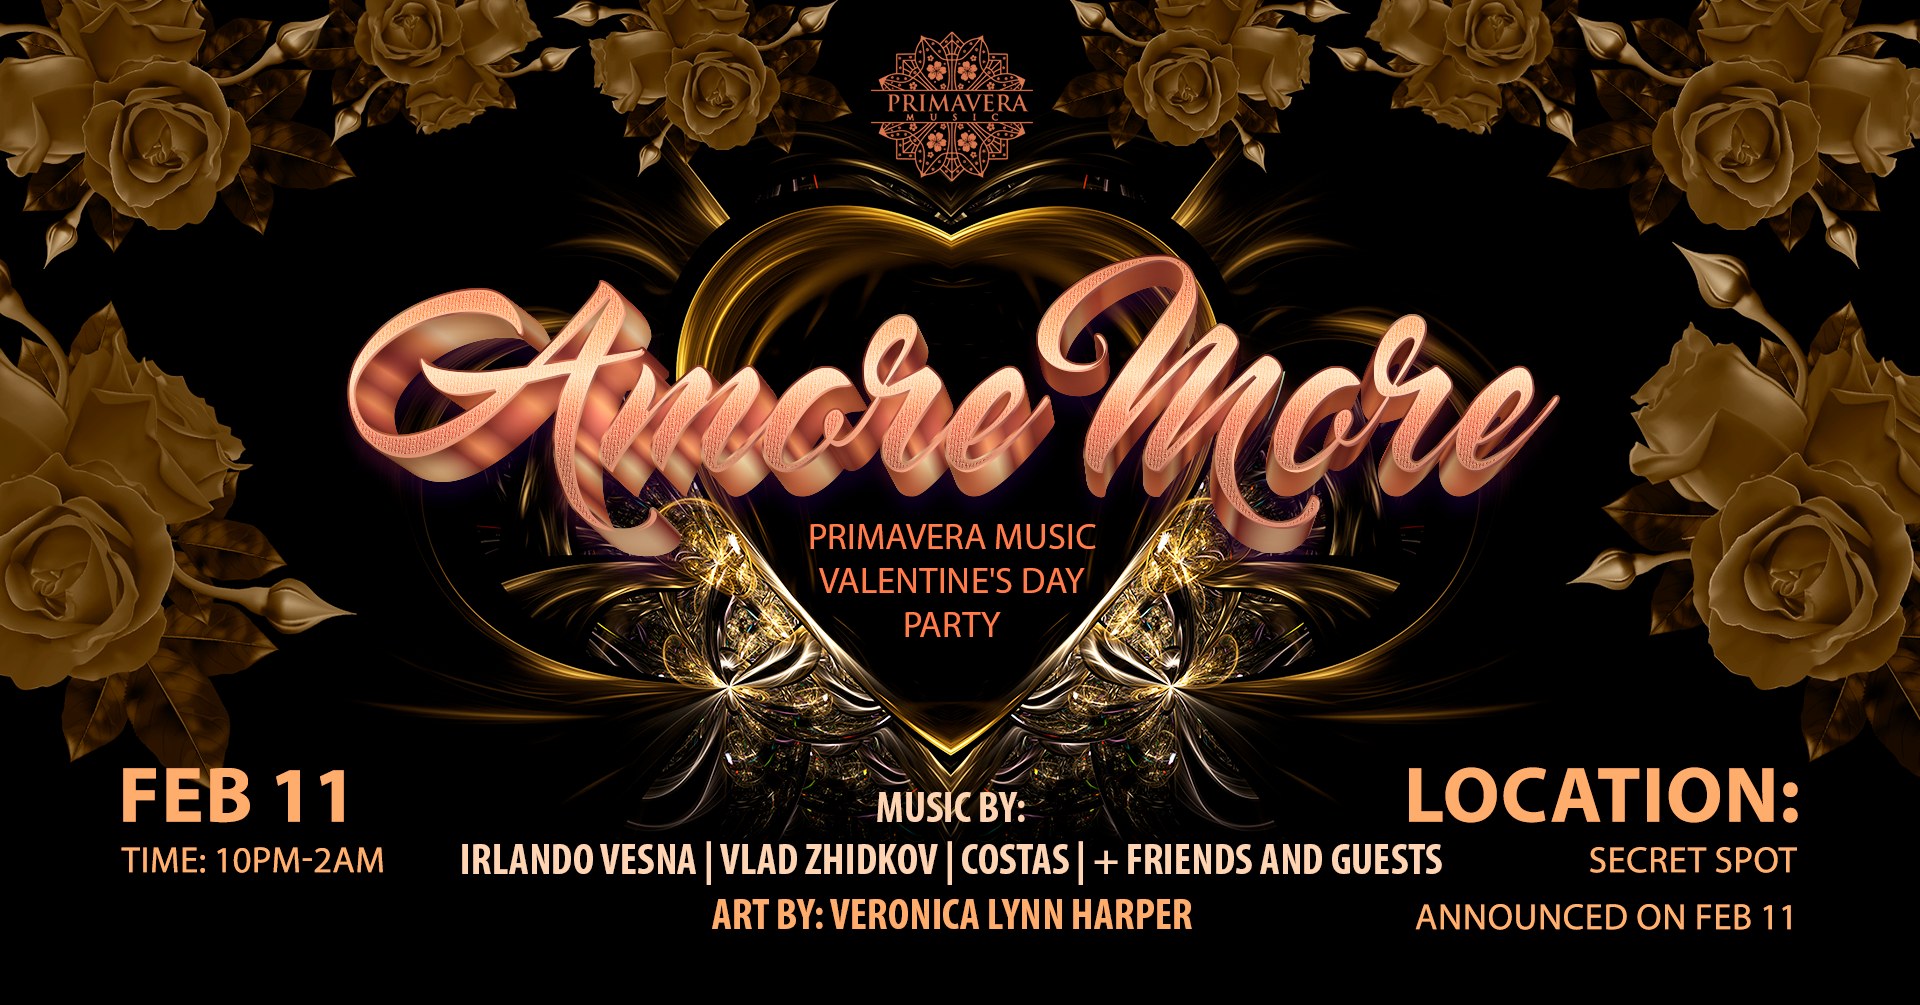 PRIMAVERA
MUSIC
Amore More
PRIMAVERA MUSIC
VALENTINE'S DAY
PARTY
FEB 11
TIME: 10PM-2AM
MUSIC BY:
IRLANDO VESNA | VLAD ZHIDKOV | COSTAS | + FRIENDS AND GUESTS
ART BY: VERONICA LYNN HARPER
LOCATION:
SECRET SPOT
ANNOUNCED ON FEB 11